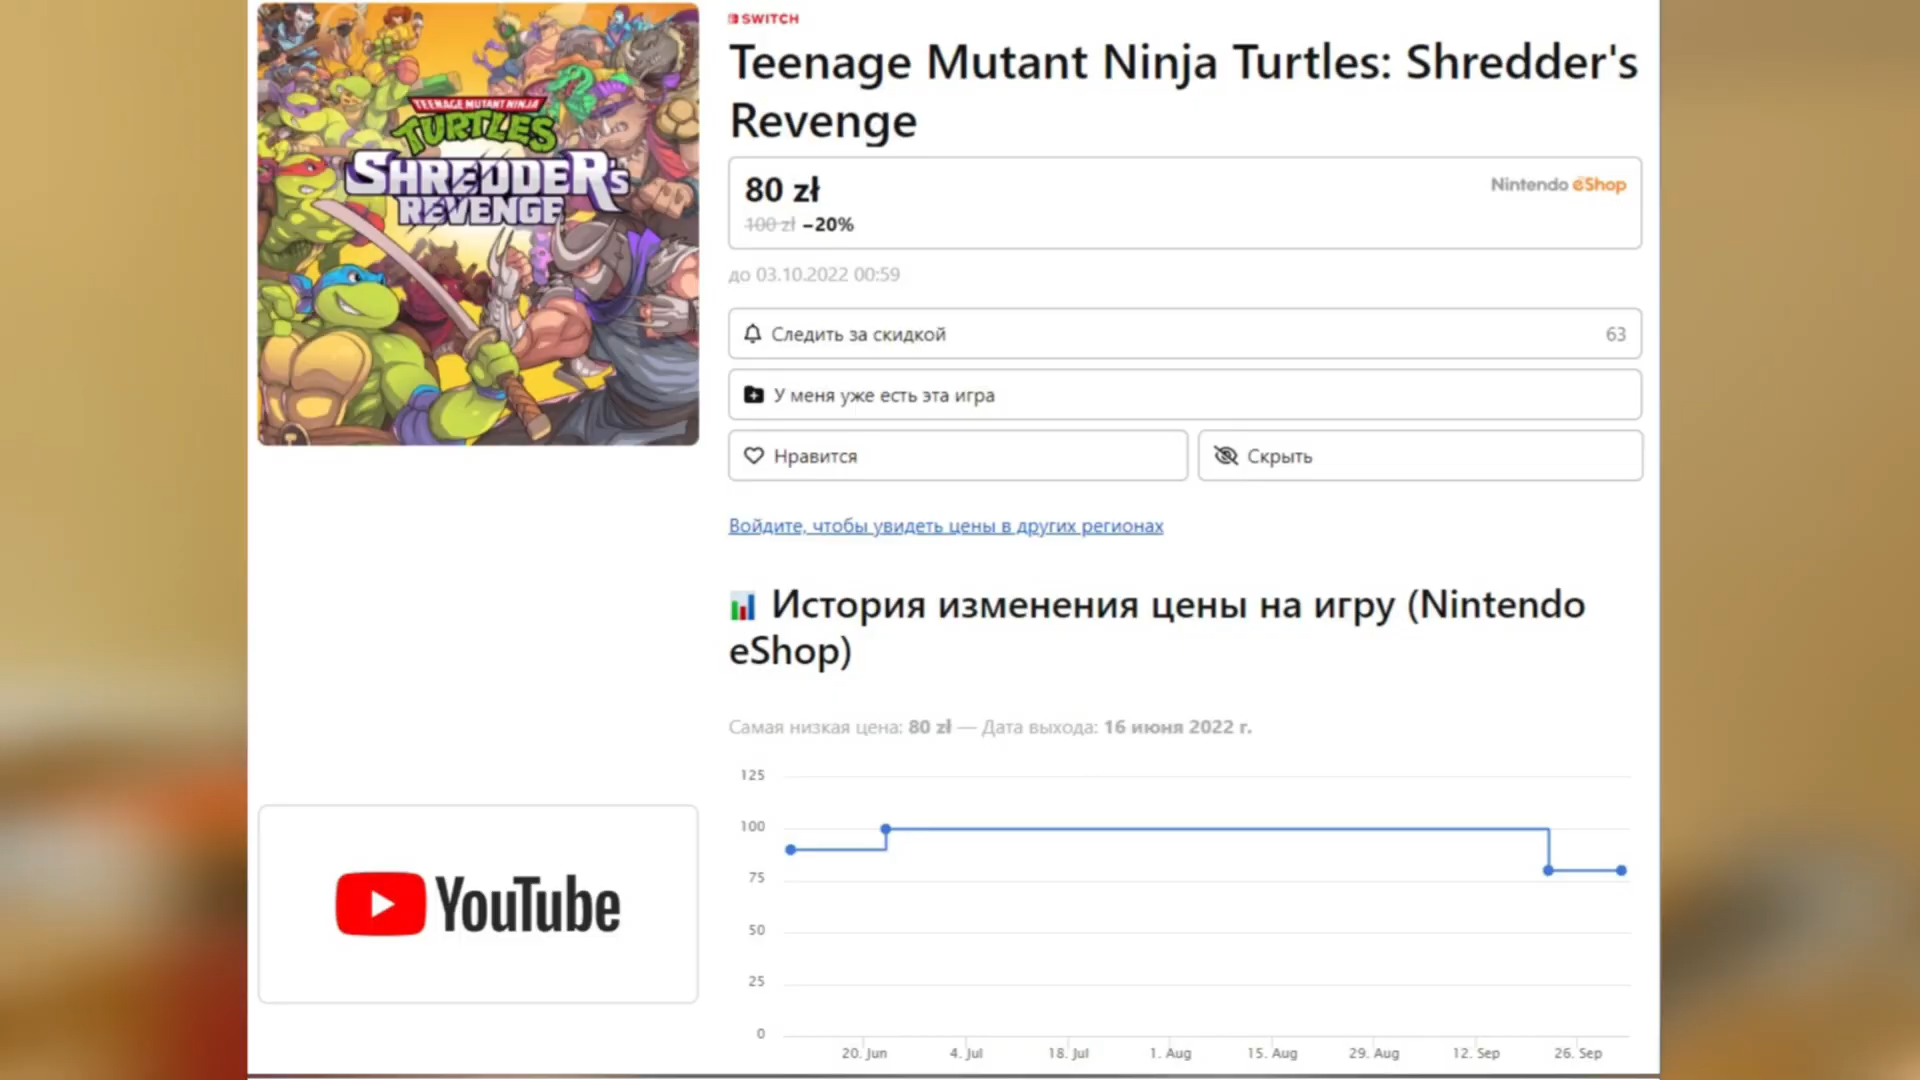 TEENAGE MUTANT NINJA
TURTLES
SHREDDER'S
REVENGE
SWITCH
Teenage Mutant Ninja Turtles: Shredder's
Revenge
80 zł
Nintendo eShop
100 zł −20%
до 03.10.2022 00:59
Следить за скидкой 63
У меня уже есть эта игра
Нравится
Скрыть
Войдите, чтобы увидеть цены в других регионах
История изменения цены на игру (Nintendo
eShop)
Самая низкая цена: 80 zł — Дата выхода: 16 июня 2022 г.
125
100
75
50
25
0
20. Jun 4. Jul 18. Jul 1. Aug 15. Aug 29. Aug 12. Sep 26. Sep
YouTube